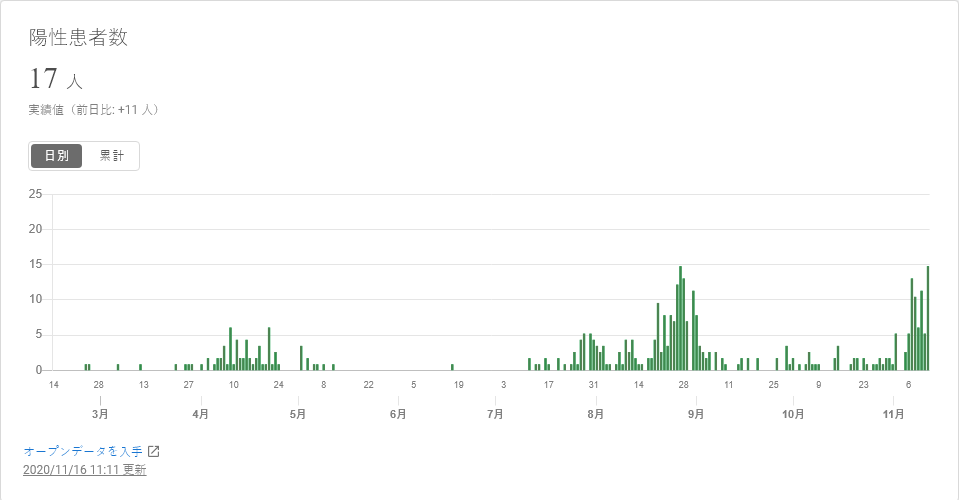 陽性患者数
17 人
実績値（前日比: +11 人）
日別 累計
25
20
15
10
5
0
14 28 13 27 10 24 8 22 5 19 3 17 31 14 28 11 25 9 23 6
3月 4月 5月 6月 7月 8月 9月 10月 11月
オープンデータを入手
2020/11/16 11:11 更新